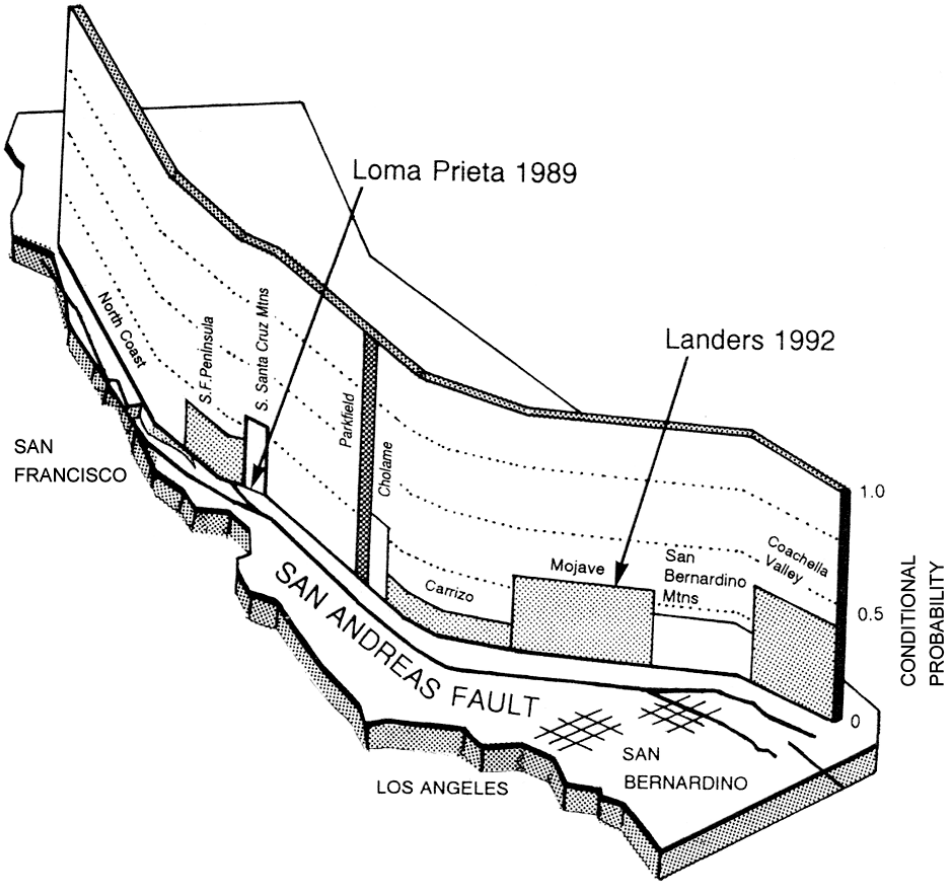 Loma Prieta 1989
Landers 1992
North Coast
S.F. Peninsula
S. Santa Cruz Mtns
Parkfield
Cholame
Carrizo
Mojave
San
Bernardino
Mtns
Coachella
Valley
1.0
0.5
0
CONDITIONAL
PROBABILITY
SAN
FRANCISCO
SAN ANDREAS FAULT
LOS ANGELES
SAN
BERNARDINO